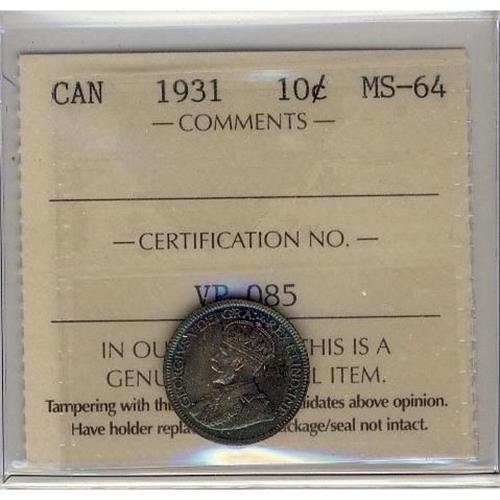 CAN 1931 10¢ MS-64
— COMMENTS —
— CERTIFICATION NO. —
085
IN THIS IS A
ITEM.
Tampering with above opinion.
Have holder not intact.